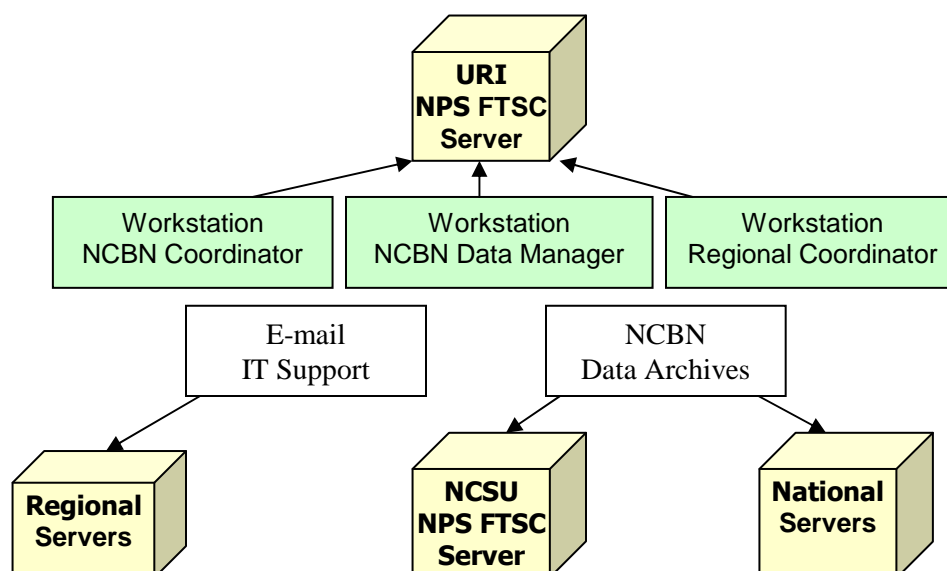 URI
NPS FTSC
Server
Workstation
NCBN Coordinator
Workstation
NCBN Data Manager
Workstation
Regional Coordinator
E-mail
IT Support
NCBN
Data Archives
Regional
Servers
NCSU
NPS FTSC
Server
National
Servers